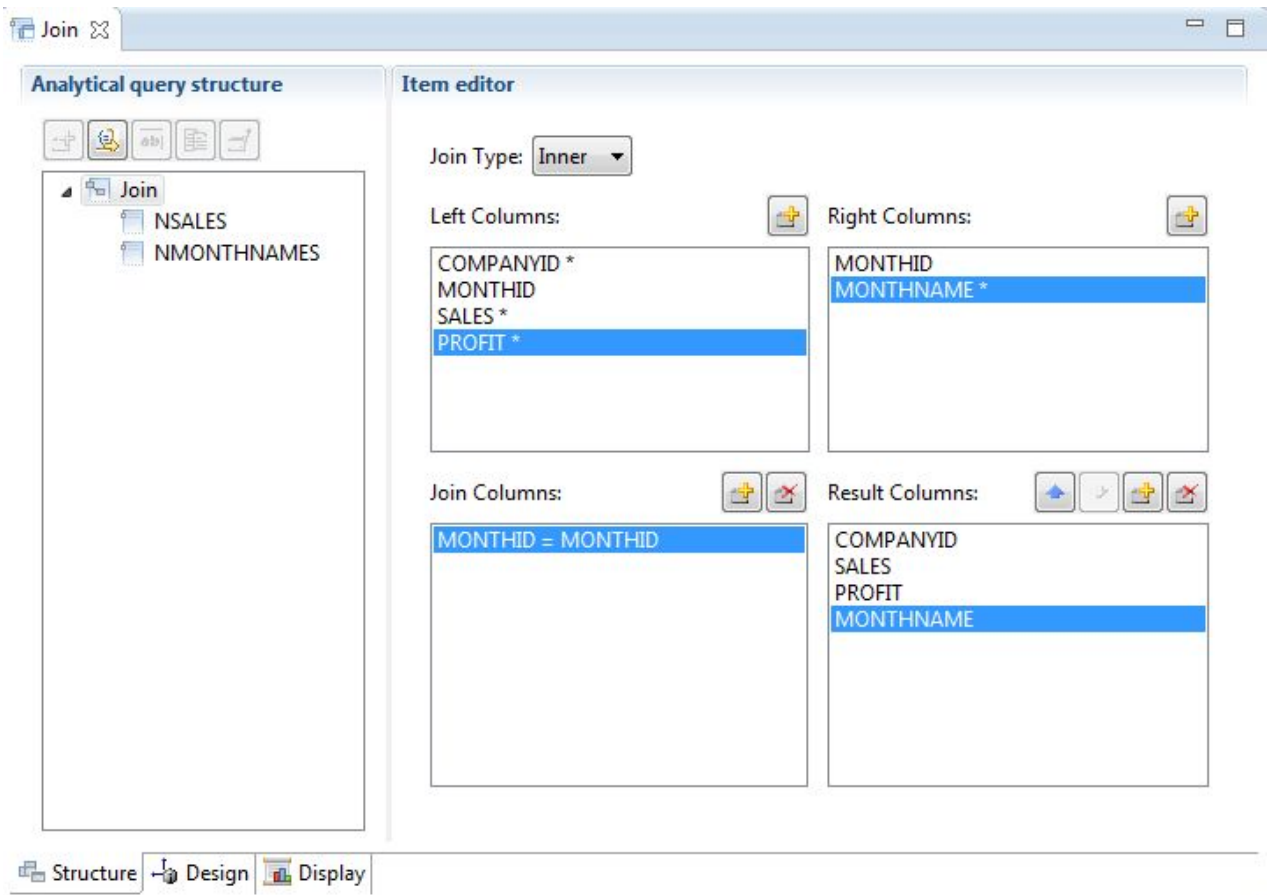 Join
Analytical query structure
Item editor
ab|
Join Type: Inner
Join
NSALES
NMONTHNAMES
Left Columns:
Right Columns:
COMPANYID *
MONTHID
SALES *
PROFIT *
MONTHID
MONTHNAME *
Join Columns:
Result Columns:
MONTHID = MONTHID
COMPANYID
SALES
PROFIT
MONTHNAME
Structure Design Display